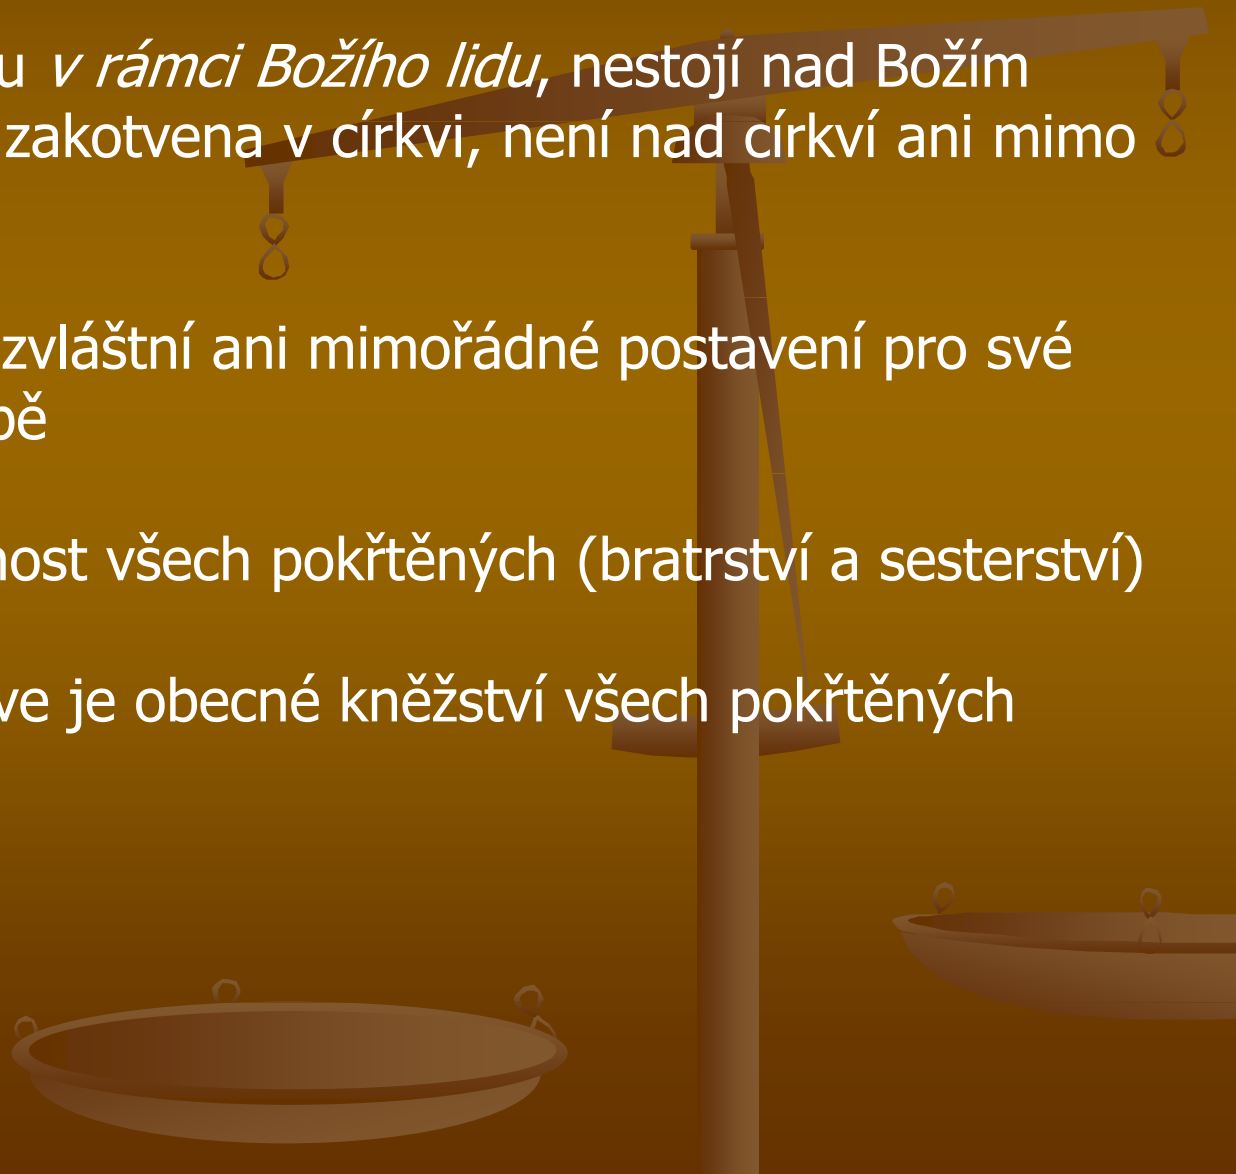 u v rámci Božího lidu, nestojí nad Božím
zakotvena v církvi, není nad církví ani mimo
zvláštní ani mimořádné postavení pro své
bě
nost všech pokřtěných (bratrství a sesterství)
ve je obecné kněžství všech pokřtěných